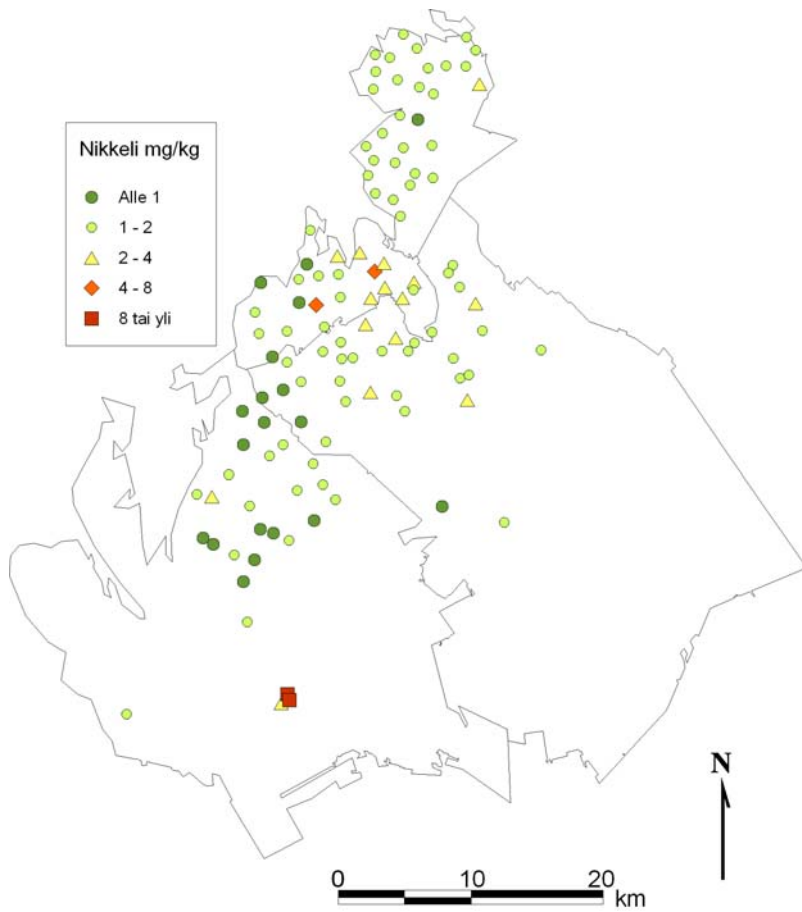 Nikkeli mg/kg
Alle 1
1 - 2
2 - 4
4 - 8
8 tai yli
N
0 10 20
km